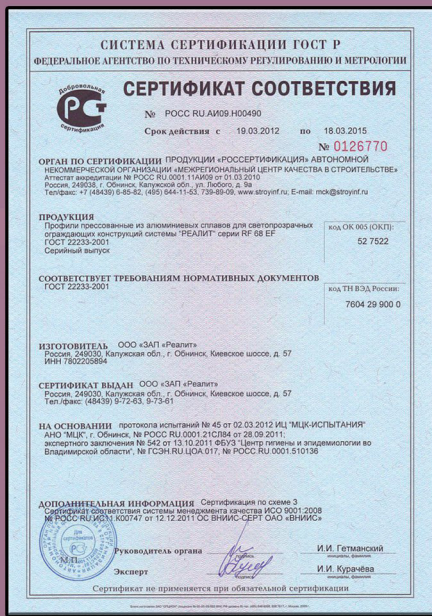 СИСТЕМА СЕРТИФИКАЦИИ ГОСТ Р
ФЕДЕРАЛЬНОЕ АГЕНТСТВО ПО ТЕХНИЧЕСКОМУ РЕГУЛИРОВАНИЮ И МЕТРОЛОГИИ
Добровольная
сертификация
СЕРТИФИКАТ СООТВЕТСТВИЯ
№ РОСС RU.АИ09.Н00490
Срок действия с 19.03.2012 по 18.03.2015
№ 0126770
ОРГАН ПО СЕРТИФИКАЦИИ ПРОДУКЦИИ «РОССЕРТИФИКАЦИЯ» АВТОНОМНОЙ
НЕКОММЕРЧЕСКОЙ ОРГАНИЗАЦИИ «МЕЖРЕГИОНАЛЬНЫЙ ЦЕНТР КАЧЕСТВА В СТРОИТЕЛЬСТВЕ»
Аттестат аккредитации № РОСС RU.0001.11АИ09 от 01.03.2010
Россия, 249038, г. Обнинск, Калужской обл., ул. Любого, д. 9а
Тел/факс: +7 (48439) 6-85-82, (495) 644-11-53, 739-89-09, www.stroyinf.ru, E-mail: mck@stroyinf.ru
ПРОДУКЦИЯ
Профили прессованные из алюминиевых сплавов для светопрозрачных
ограждающих конструкций системы "РЕАЛИТ" серии RF 68 EF
ГОСТ 22233-2001
Серийный выпуск
код ОК 005 (ОКП):
52 7522
СООТВЕТСТВУЕТ ТРЕБОВАНИЯМ НОРМАТИВНЫХ ДОКУМЕНТОВ
ГОСТ 22233-2001
код ТН ВЭД России:
7604 29 900 0
ИЗГОТОВИТЕЛЬ ООО «ЗАП «Реалит»
Россия, 249030, Калужская обл., г. Обнинск, Киевское шоссе, д. 57
ИНН 7802205894
СЕРТИФИКАТ ВЫДАН ООО «ЗАП «Реалит»
Россия, 249030, Калужская обл., г. Обнинск, Киевское шоссе, д. 57
Тел./факс: (48439) 9-72-63, 9-73-61
НА ОСНОВАНИИ протокола испытаний № 45 от 02.03.2012 ИЦ "МЦК-ИСПЫТАНИЯ"
АНО "МЦК", г. Обнинск, № РОСС RU.0001.21СЛ84 от 28.09.2011;
экспертного заключения № 542 от 13.10.2011 ФБУЗ "Центр гигиены и эпидемиологии во
Владимирской области", № ГСЭН.RU.ЦОА.017, № РОСС RU.0001.510136
ДОПОЛНИТЕЛЬНАЯ ИНФОРМАЦИЯ Сертификация по схеме 3
Сертификат соответствия системы менеджмента качества ИСО 9001:2008
№ РОСС RU.ИС11.К00747 от 12.12.2011 ОС ВНИИС-СЕРТ ОАО «ВНИИС»
Для
сертификатов
М.П.
Руководитель органа
подпись
И.И. Гетманский
инициалы, фамилия
Эксперт
подпись
И.И. Курачёва
инициалы, фамилия
Сертификат не применяется при обязательной сертификации